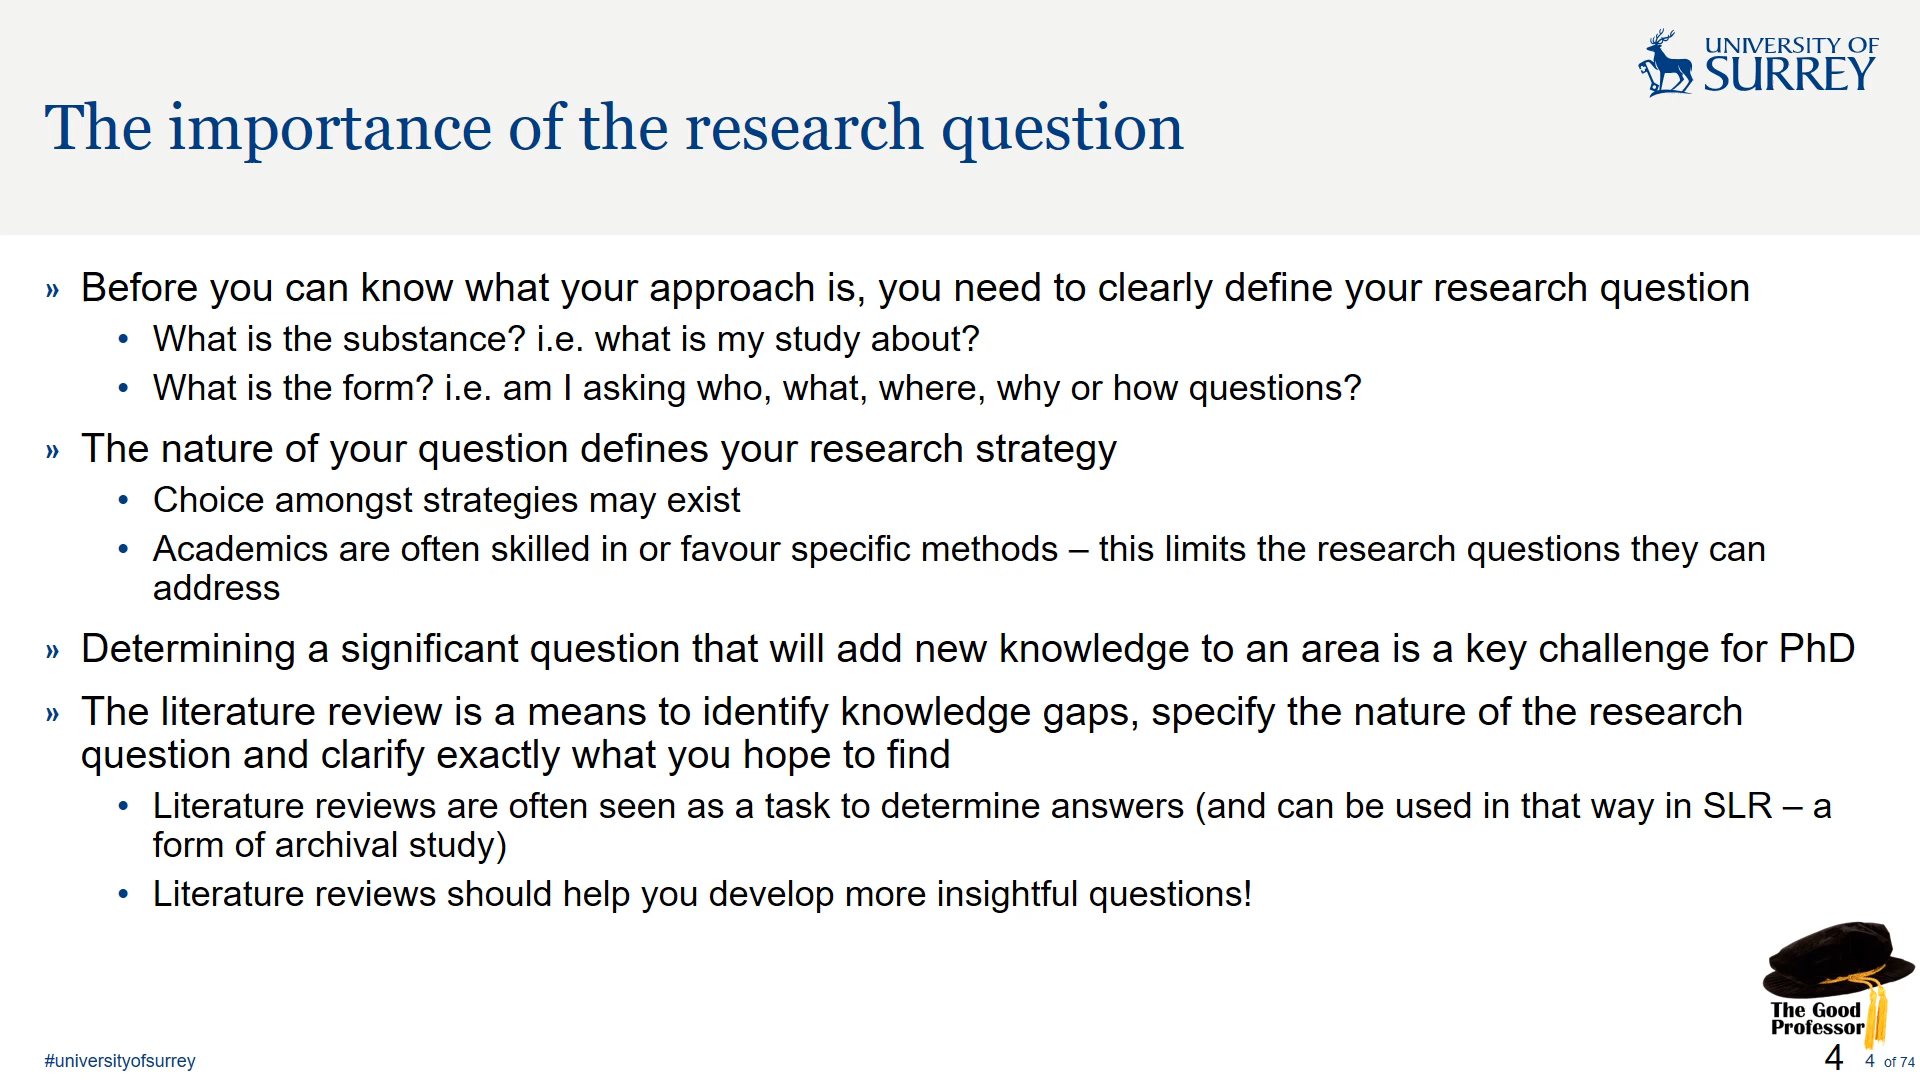 UNIVERSITY OF
SURREY
The importance of the research question
» Before you can know what your approach is, you need to clearly define your research question
• What is the substance? i.e. what is my study about?
• What is the form? i.e. am I asking who, what, where, why or how questions?
» The nature of your question defines your research strategy
• Choice amongst strategies may exist
• Academics are often skilled in or favour specific methods – this limits the research questions they can
address
» Determining a significant question that will add new knowledge to an area is a key challenge for PhD
» The literature review is a means to identify knowledge gaps, specify the nature of the research
question and clarify exactly what you hope to find
• Literature reviews are often seen as a task to determine answers (and can be used in that way in SLR – a
form of archival study)
• Literature reviews should help you develop more insightful questions!
The Good
Professor
#universityofsurrey
4 4 of 74